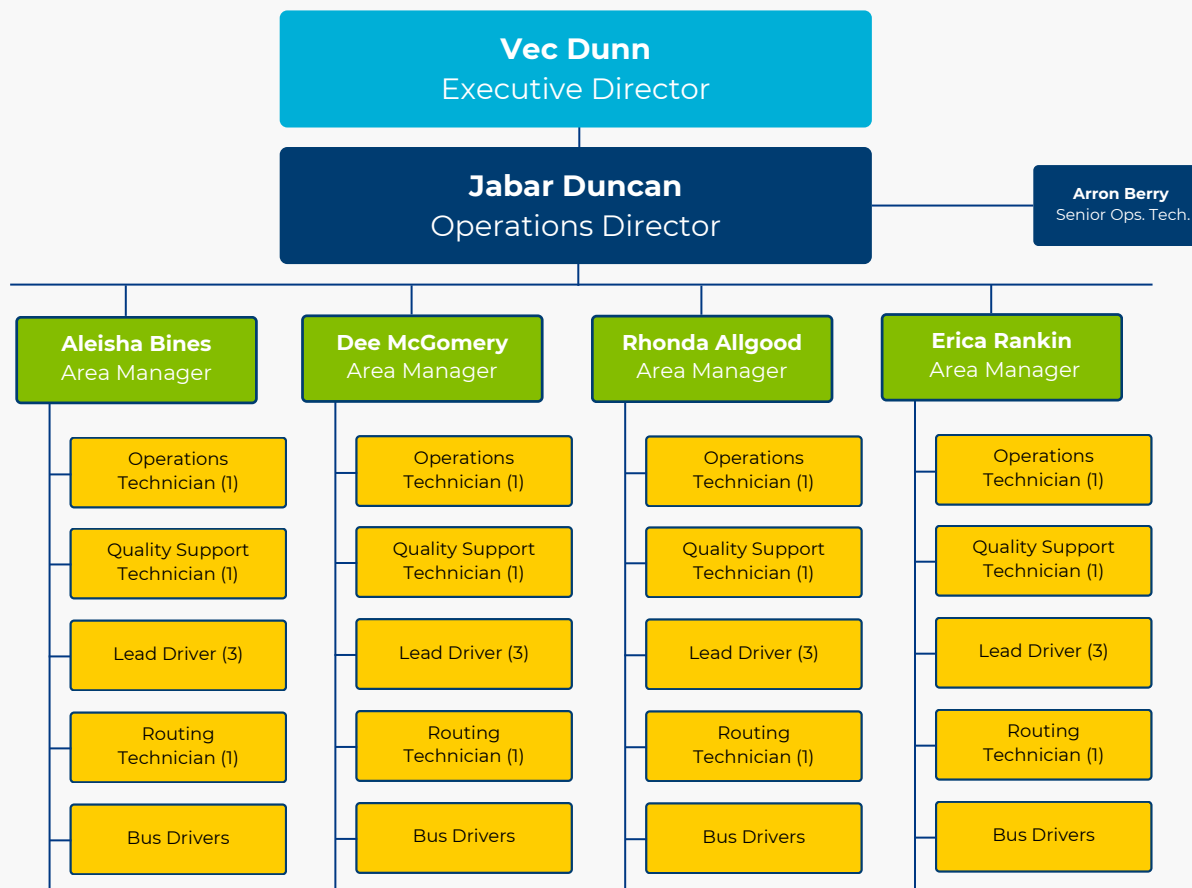 Vec Dunn
Executive Director
Jabar Duncan
Operations Director
Arron Berry
Senior Ops. Tech.
Aleisha Bines
Area Manager
Operations
Technician (1)
Quality Support
Technician (1)
Lead Driver (3)
Routing
Technician (1)
Bus Drivers
Dee McGomery
Area Manager
Operations
Technician (1)
Quality Support
Technician (1)
Lead Driver (3)
Routing
Technician (1)
Bus Drivers
Rhonda Allgood
Area Manager
Operations
Technician (1)
Quality Support
Technician (1)
Lead Driver (3)
Routing
Technician (1)
Bus Drivers
Erica Rankin
Area Manager
Operations
Technician (1)
Quality Support
Technician (1)
Lead Driver (3)
Routing
Technician (1)
Bus Drivers